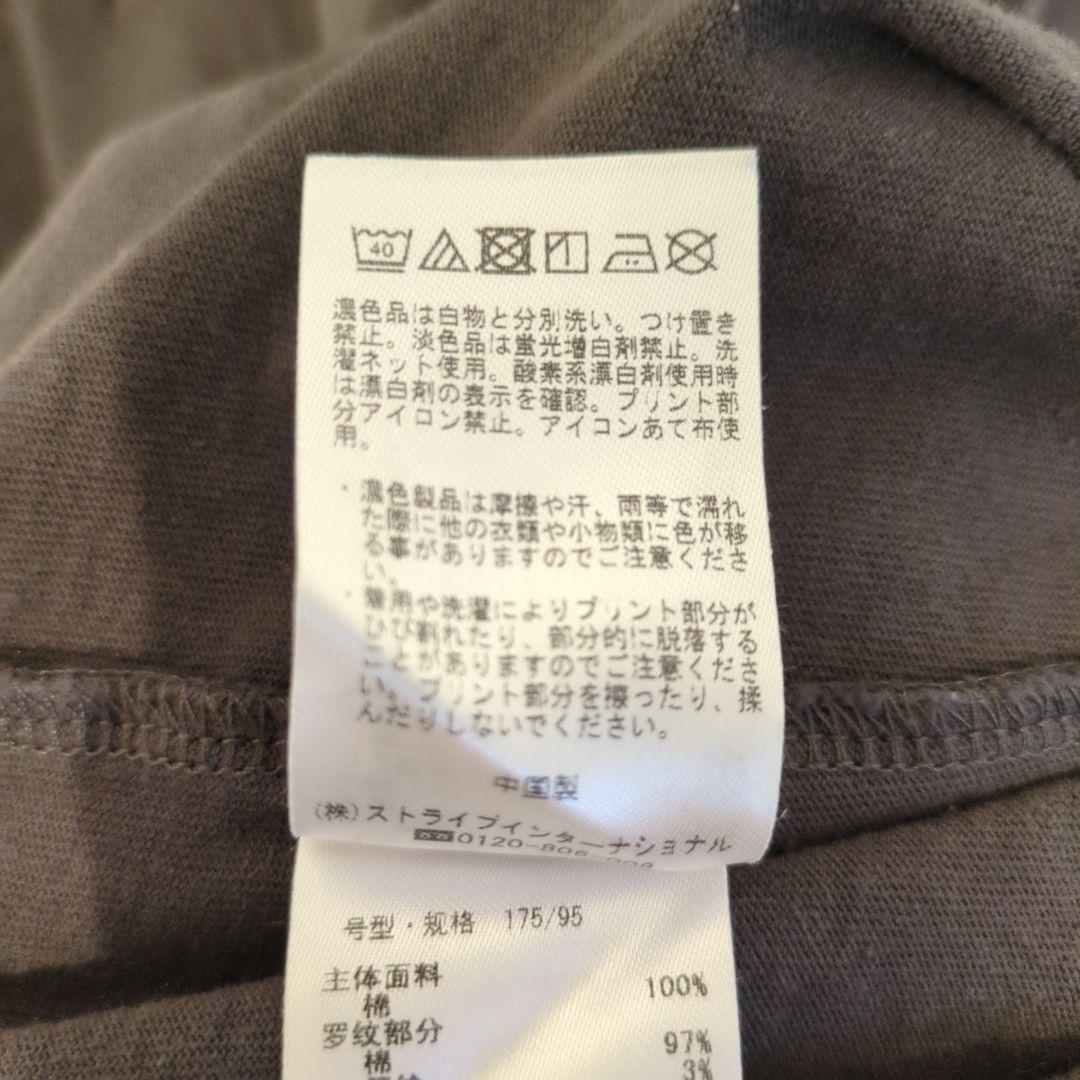 40
濃色品は白物と分別洗い。つけ置き
禁止。淡色品は蛍光増白剤禁止。洗
濯ネット使用。酸素系漂白剤使用時
は漂白剤の表示を確認。プリント部
分アイロン禁止。アイロンあて布使
用。
・濃色製品は摩擦や汗、雨等で濡れ
た際に他の衣類や小物類に色が移
る事がありますのでご注意くださ
い。
・着用や洗濯によりプリント部分が
ひび割れたり、部分的に脱落する
ことがありますのでご注意くださ
い。プリント部分を擦ったり、揉
んだりしないでください。
中国製
(株)ストライプインターナショナル
0120-806-
号型・规格 175/95
主体面料
棉 100%
罗纹部分
棉 97%
3%